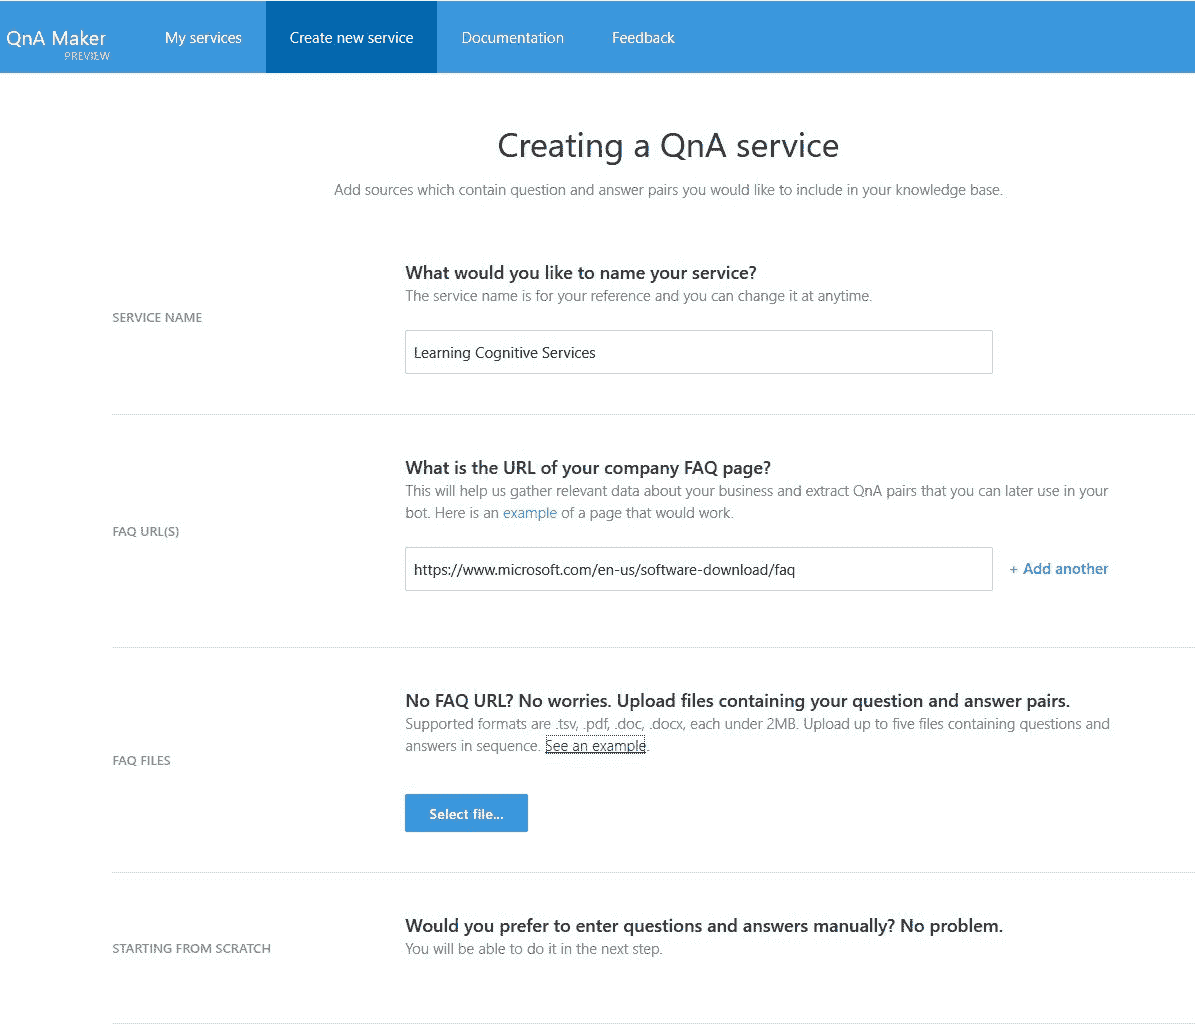 QnA Maker
PREVIEW
My services
Create new service
Documentation
Feedback
Creating a QnA service
Add sources which contain question and answer pairs you would like to include in your knowledge base.
SERVICE NAME
What would you like to name your service?
The service name is for your reference and you can change it at anytime.
Learning Cognitive Services
FAQ URL(S)
What is the URL of your company FAQ page?
This will help us gather relevant data about your business and extract QnA pairs that you can later use in your
bot. Here is an example of a page that would work.
https://www.microsoft.com/en-us/software-download/faq
+ Add another
FAQ FILES
No FAQ URL? No worries. Upload files containing your question and answer pairs.
Supported formats are .tsv, .pdf, .doc, .docx, each under 2MB. Upload up to five files containing questions and
answers in sequence. See an example.
Select file...
STARTING FROM SCRATCH
Would you prefer to enter questions and answers manually? No problem.
You will be able to do it in the next step.